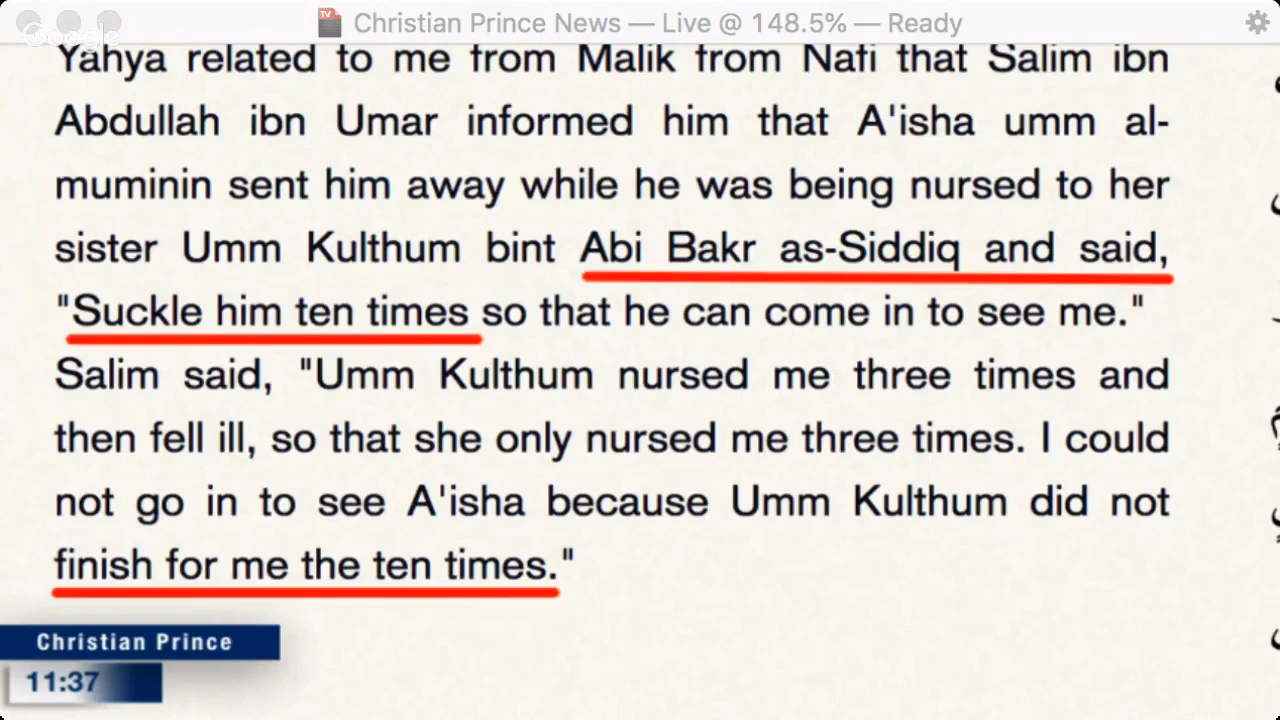 TV
Christian Prince News — Live @ 148.5% — Ready
Google
Yahya related to me from Malik from Nafi that Salim ibn
Abdullah ibn Umar informed him that A'isha umm al-
muminin sent him away while he was being nursed to her
sister Umm Kulthum bint Abi Bakr as-Siddiq and said,
"Suckle him ten times so that he can come in to see me."
Salim said, "Umm Kulthum nursed me three times and
then fell ill, so that she only nursed me three times. I could
not go in to see A'isha because Umm Kulthum did not
finish for me the ten times."
Christian Prince
11:37